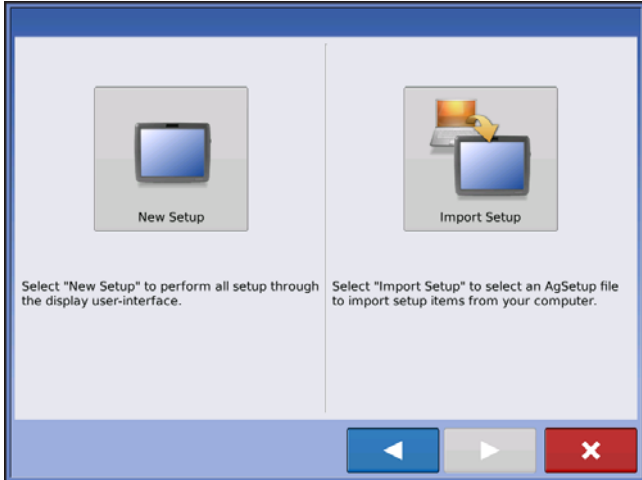 New Setup
Import Setup
Select "New Setup" to perform all setup through
the display user-interface.
Select "Import Setup" to select an AgSetup file
to import setup items from your computer.